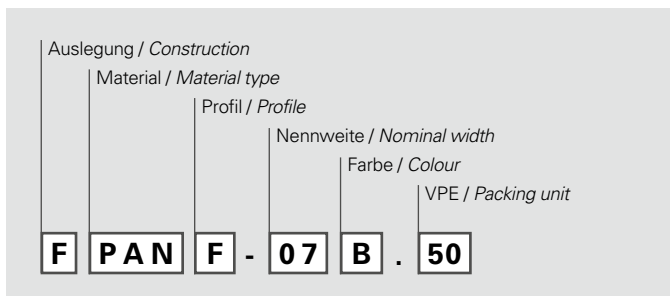 Auslegung / Construction
Material / Material type
Profil / Profile
Nennweite / Nominal width
Farbe / Colour
VPE / Packing unit
F PAN F - 07 B . 50